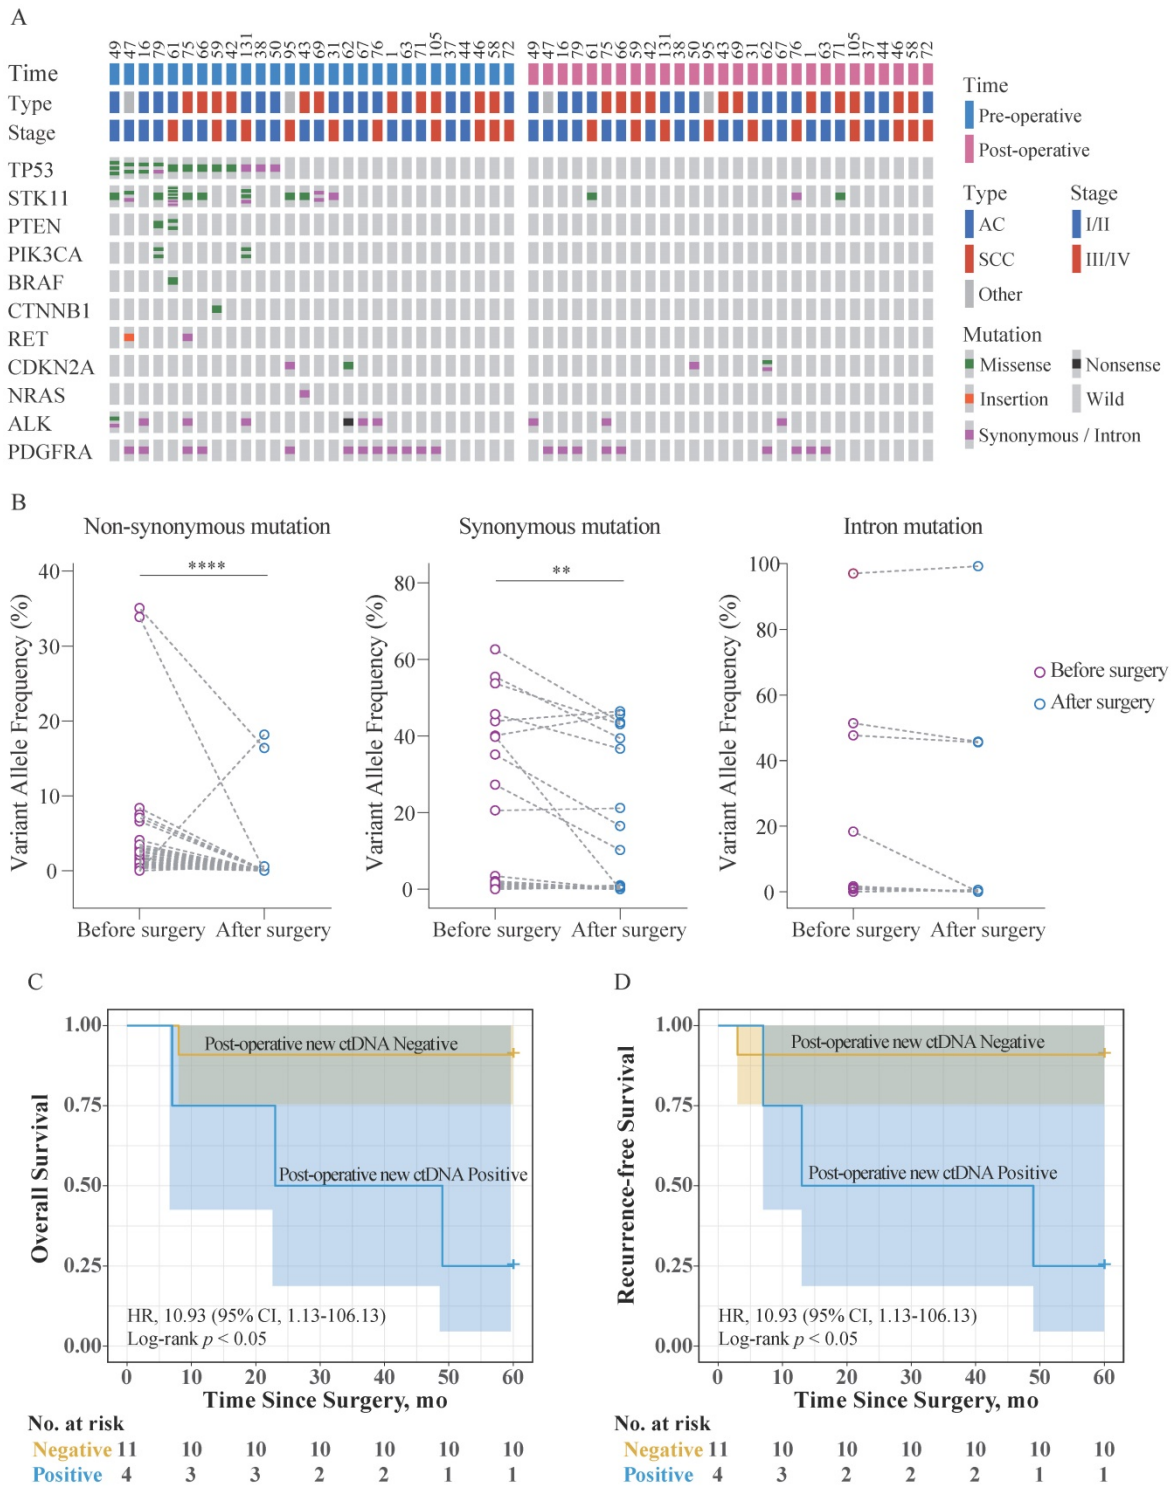 A
49 47 16 79 61 75 66 59 42 131 38 50 95 43 69 31 62 67 76 1 63 71 105 37 44 46 58 72 49 47 16 79 61 75 66 59 42 131 38 50 95 43 69 31 62 67 76 1 63 71 105 37 44 46 58 72
Time
Type
Stage
TP53
STK11
PTEN
PIK3CA
BRAF
CTNNB1
RET
CDKN2A
NRAS
ALK
PDGFRA
Time
Pre-operative
Post-operative
Type Stage
AC I/II
SCC III/IV
Other
Mutation
Missense Nonsense
Insertion Wild
Synonymous / Intron
B
Non-synonymous mutation
****
Variant Allele Frequency (%)
40
30
20
10
0
Before surgery After surgery
Synonymous mutation
**
Variant Allele Frequency (%)
80
60
40
20
0
Before surgery After surgery
Intron mutation
Variant Allele Frequency (%)
100
80
60
40
20
0
Before surgery After surgery
Before surgery
After surgery
C
Overall Survival
1.00
0.75
0.50
0.25
0.00
Post-operative new ctDNA Negative
Post-operative new ctDNA Positive
HR, 10.93 (95% CI, 1.13-106.13)
Log-rank p < 0.05
0 10 20 30 40 50 60
Time Since Surgery, mo
No. at risk
Negative 11 10 10 10 10 10 10
Positive 4 3 3 2 2 1 1
D
Recurrence-free Survival
1.00
0.75
0.50
0.25
0.00
Post-operative new ctDNA Negative
Post-operative new ctDNA Positive
HR, 10.93 (95% CI, 1.13-106.13)
Log-rank p < 0.05
0 10 20 30 40 50 60
Time Since Surgery, mo
No. at risk
Negative 11 10 10 10 10 10 10
Positive 4 3 2 2 2 1 1